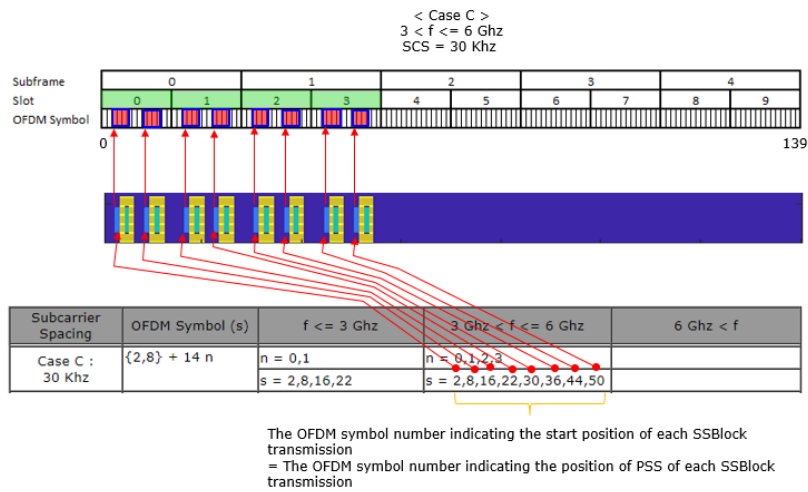 < Case C >
3 < f <= 6 Ghz
SCS = 30 Khz
Subframe 0 1 2 3 4
Slot 0 1 2 3 4 5 6 7 8 9
OFDM Symbol
0 139
Subcarrier Spacing OFDM Symbol (s) f <= 3 Ghz 3 Ghz < f <= 6 Ghz 6 Ghz < f
Case C : {2,8} + 14 n n = 0,1 n = 0,1,2,3
30 Khz s = 2,8,16,22 s = 2,8,16,22,30,36,44,50
The OFDM symbol number indicating the start position of each SSBlock
transmission
= The OFDM symbol number indicating the position of PSS of each SSBlock
transmission